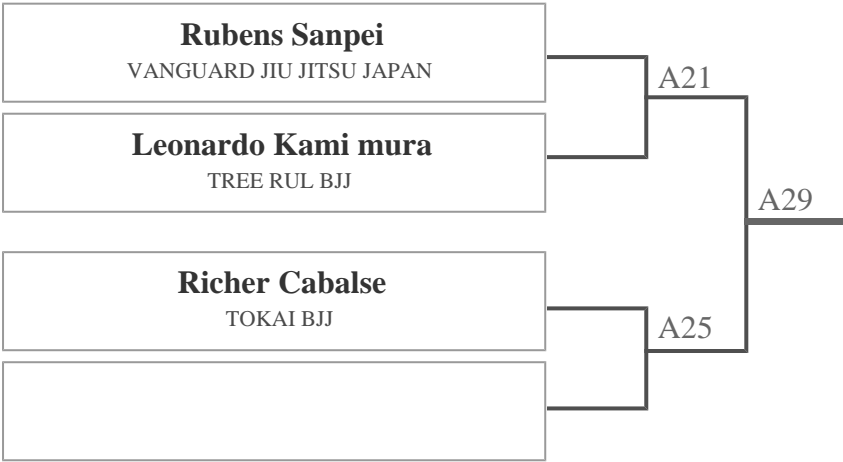 Rubens Sanpei
VANGUARD JIU JITSU JAPAN
A21
Leonardo Kami mura
TREE RUL BJJ
A29
Richer Cabalse
TOKAI BJJ
A25